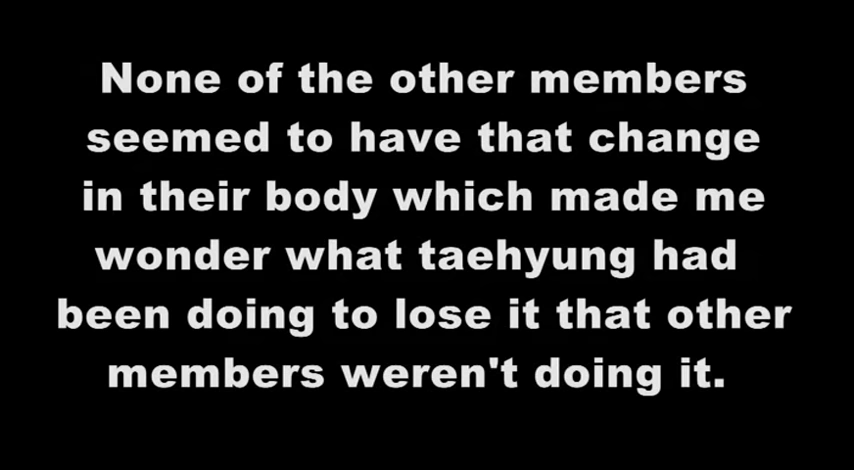 None of the other members
seemed to have that change
in their body which made me
wonder what taehyung had
been doing to lose it that other
members weren't doing it.